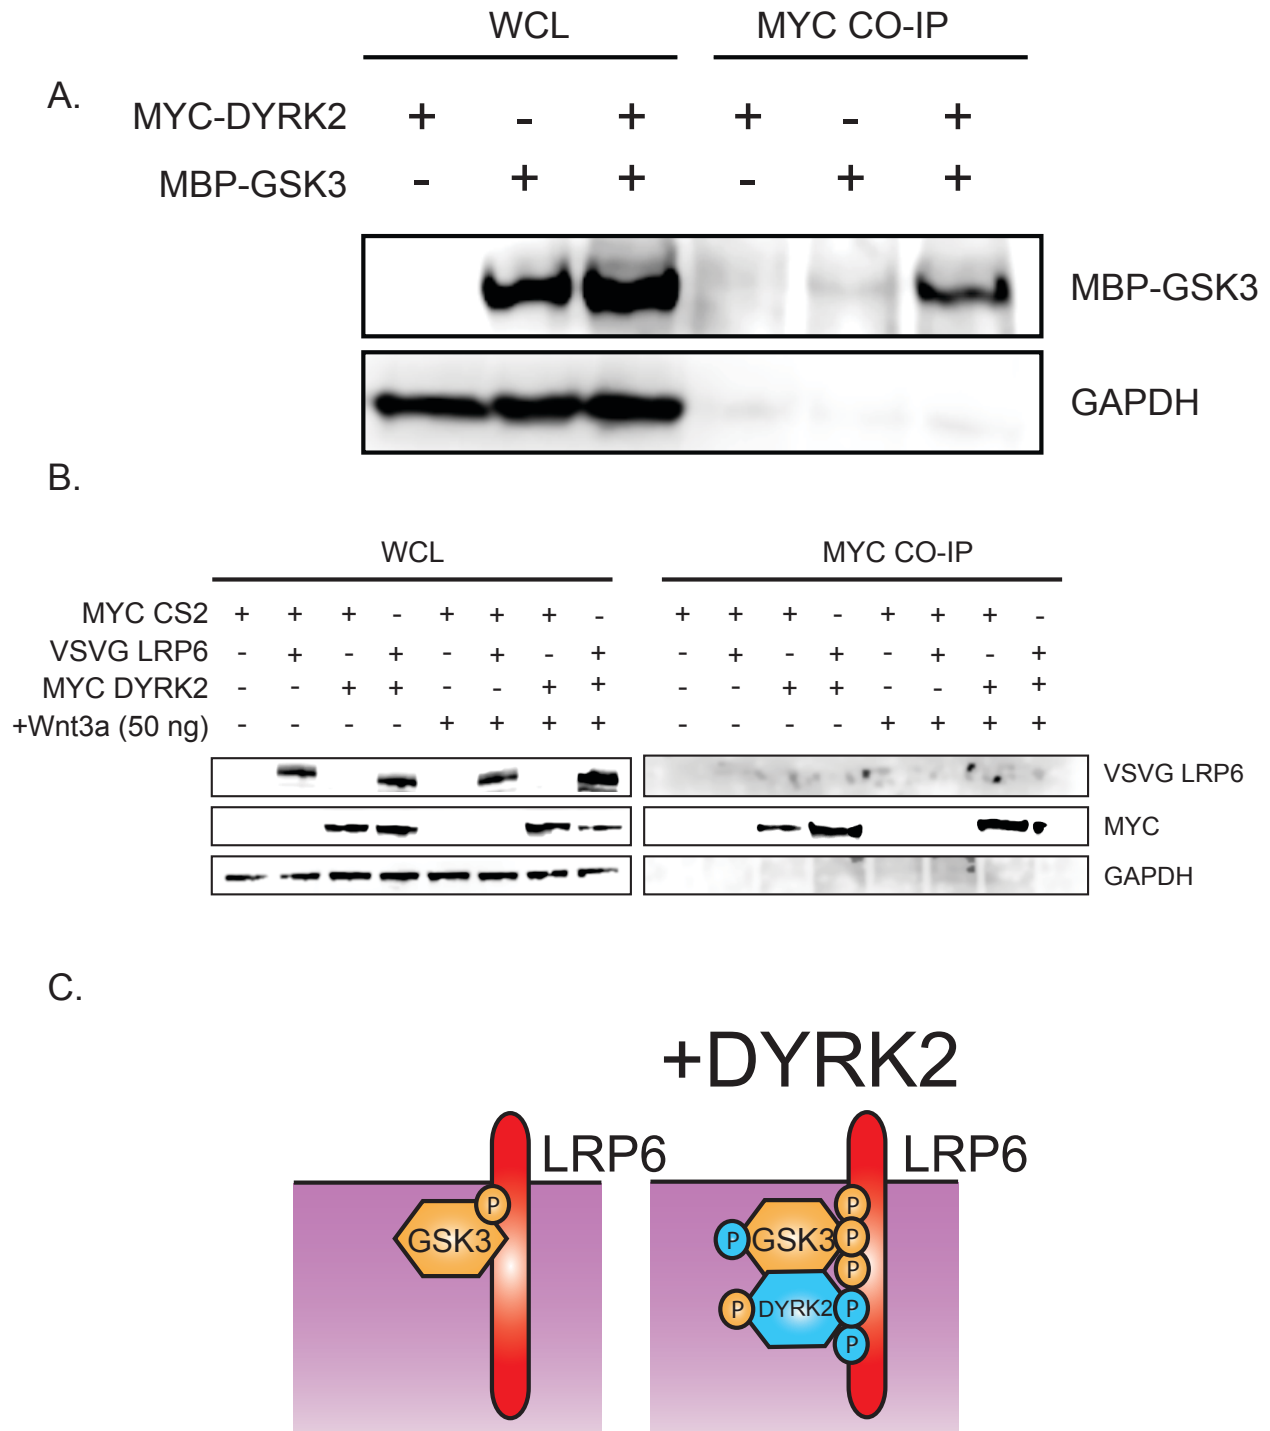 WCL MYC CO-IP
A.
MYC-DYRK2 + - + + - +
MBP-GSK3 - + + - + +
MBP-GSK3
GAPDH
B.
WCL MYC CO-IP
MYC CS2 + + + - + + + - + + + - + + + -
VSVG LRP6 - + - + - + - + - + - + - + - +
MYC DYRK2 - - + + - - + + - - + + - - + +
+Wnt3a (50 ng) - - - - + + + + - - - - + + + +
VSVG LRP6
MYC
GAPDH
C.
+DYRK2
LRP6 LRP6
P P
GSK3 P GSK3 P
P
P DYRK2 P
P